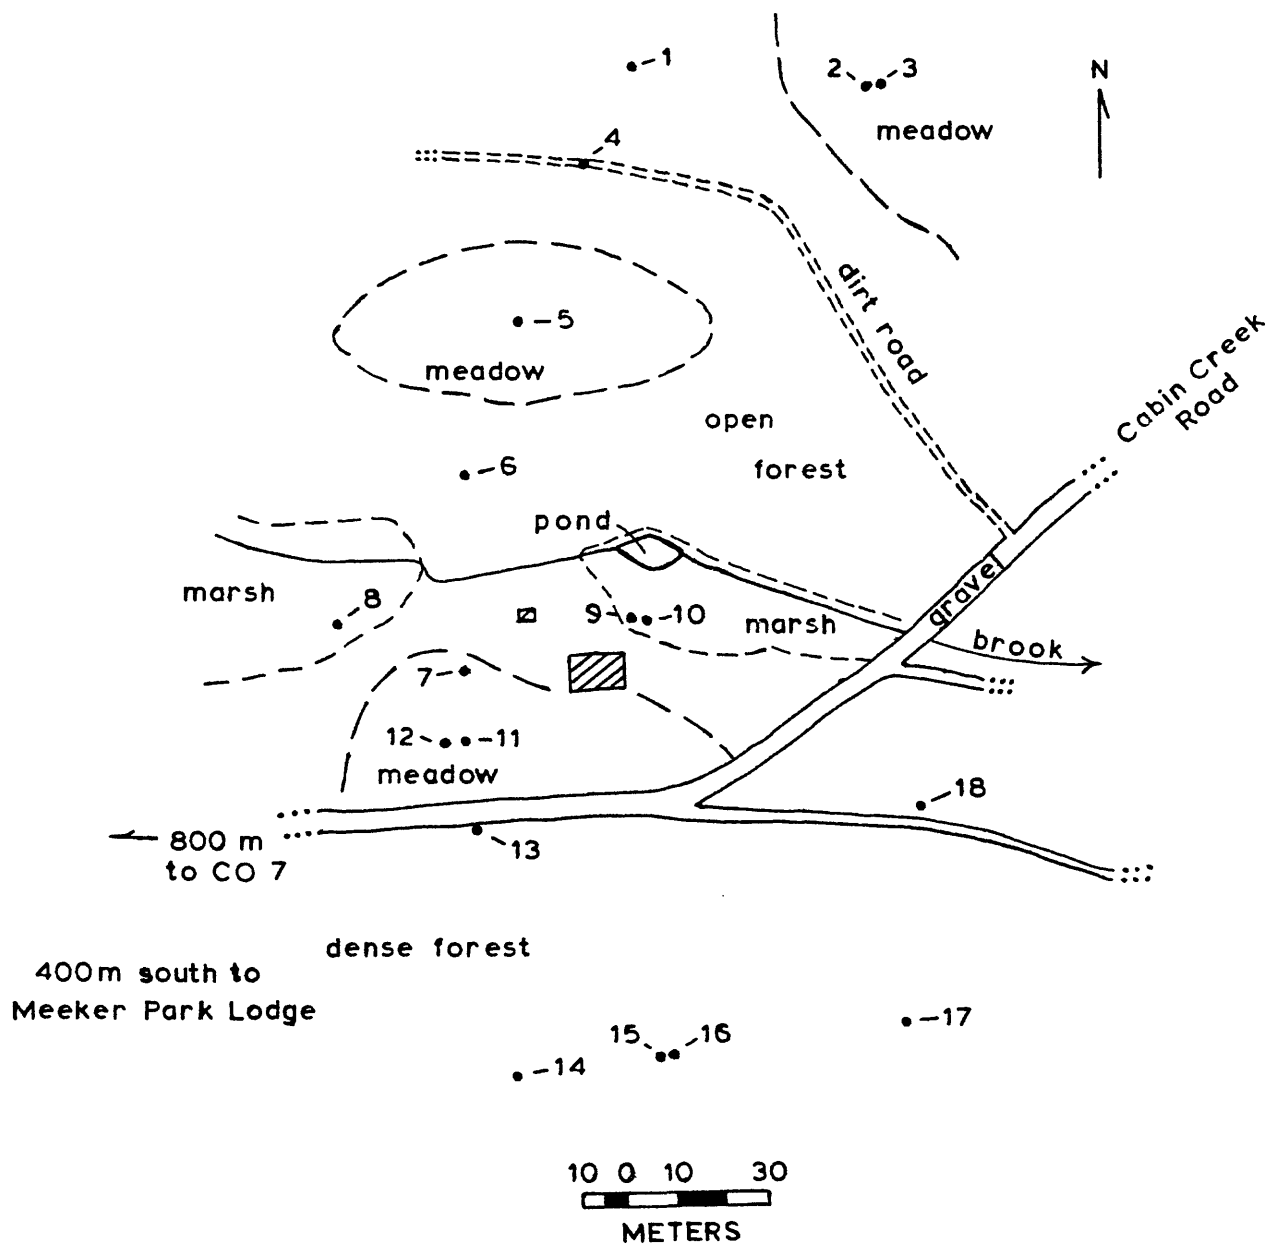 1
2 3
N
meadow
4
dirt road
5
meadow
Cabin Creek
Road
open
forest
6
pond
gravel
marsh
8
9 10
marsh
brook
7
12 11
meadow
18
800 m
to CO 7
13
dense forest
400m south to
Meeker Park Lodge
17
15 16
14
10 0 10 30
METERS